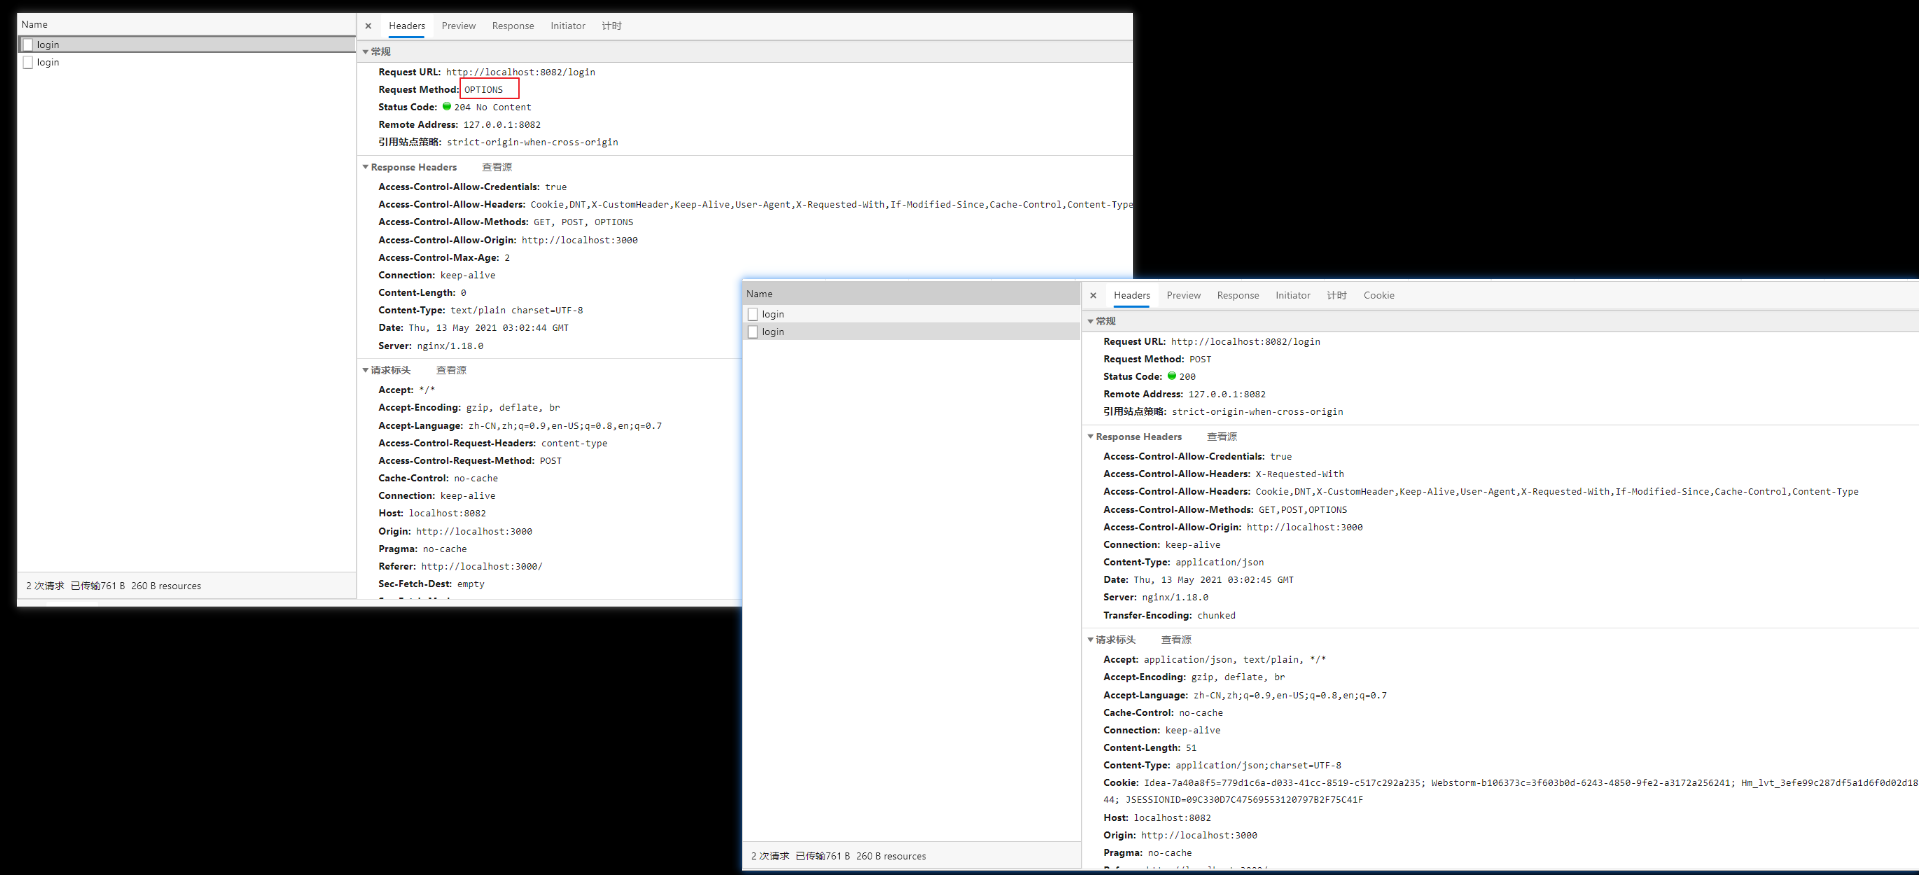 Name
login
login
2 次请求 已传输761 B 260 B resources
× Headers Preview Response Initiator 计时
常规
Request URL: http://localhost:8082/login
Request Method: OPTIONS
Status Code: 204 No Content
Remote Address: 127.0.0.1:8082
引用站点策略: strict-origin-when-cross-origin
Response Headers 查看源
Access-Control-Allow-Credentials: true
Access-Control-Allow-Headers: Cookie,DNT,X-CustomHeader,Keep-Alive,User-Agent,X-Requested-With,If-Modified-Since,Cache-Control,Content-Type
Access-Control-Allow-Methods: GET, POST, OPTIONS
Access-Control-Allow-Origin: http://localhost:3000
Access-Control-Max-Age: 2
Connection: keep-alive
Content-Length: 0
Content-Type: text/plain charset=UTF-8
Date: Thu, 13 May 2021 03:02:44 GMT
Server: nginx/1.18.0
请求标头 查看源
Accept: */*
Accept-Encoding: gzip, deflate, br
Accept-Language: zh-CN,zh;q=0.9,en-US;q=0.8,en;q=0.7
Access-Control-Request-Headers: content-type
Access-Control-Request-Method: POST
Cache-Control: no-cache
Connection: keep-alive
Host: localhost:8082
Origin: http://localhost:3000
Pragma: no-cache
Referer: http://localhost:3000/
Sec-Fetch-Dest: empty
Name
login
login
2 次请求 已传输761 B 260 B resources
× Headers Preview Response Initiator 计时 Cookie
常规
Request URL: http://localhost:8082/login
Request Method: POST
Status Code: 200
Remote Address: 127.0.0.1:8082
引用站点策略: strict-origin-when-cross-origin
Response Headers 查看源
Access-Control-Allow-Credentials: true
Access-Control-Allow-Headers: X-Requested-With
Access-Control-Allow-Headers: Cookie,DNT,X-CustomHeader,Keep-Alive,User-Agent,X-Requested-With,If-Modified-Since,Cache-Control,Content-Type
Access-Control-Allow-Methods: GET,POST,OPTIONS
Access-Control-Allow-Origin: http://localhost:3000
Connection: keep-alive
Content-Type: application/json
Date: Thu, 13 May 2021 03:02:45 GMT
Server: nginx/1.18.0
Transfer-Encoding: chunked
请求标头 查看源
Accept: application/json, text/plain, */*
Accept-Encoding: gzip, deflate, br
Accept-Language: zh-CN,zh;q=0.9,en-US;q=0.8,en;q=0.7
Cache-Control: no-cache
Connection: keep-alive
Content-Length: 51
Content-Type: application/json;charset=UTF-8
Cookie: Idea-7a40a8f5=779d1c6a-d033-41cc-8519-c517c292a235; Webstorm-b106373c=3f603b0d-6243-4850-9fe2-a3172a256241; Hm_lvt_3efe99c287df5a1d6f0d02d18
44; JSESSIONID=09C330D7C47569553120797B2F75C41F
Host: localhost:8082
Origin: http://localhost:3000
Pragma: no-cache